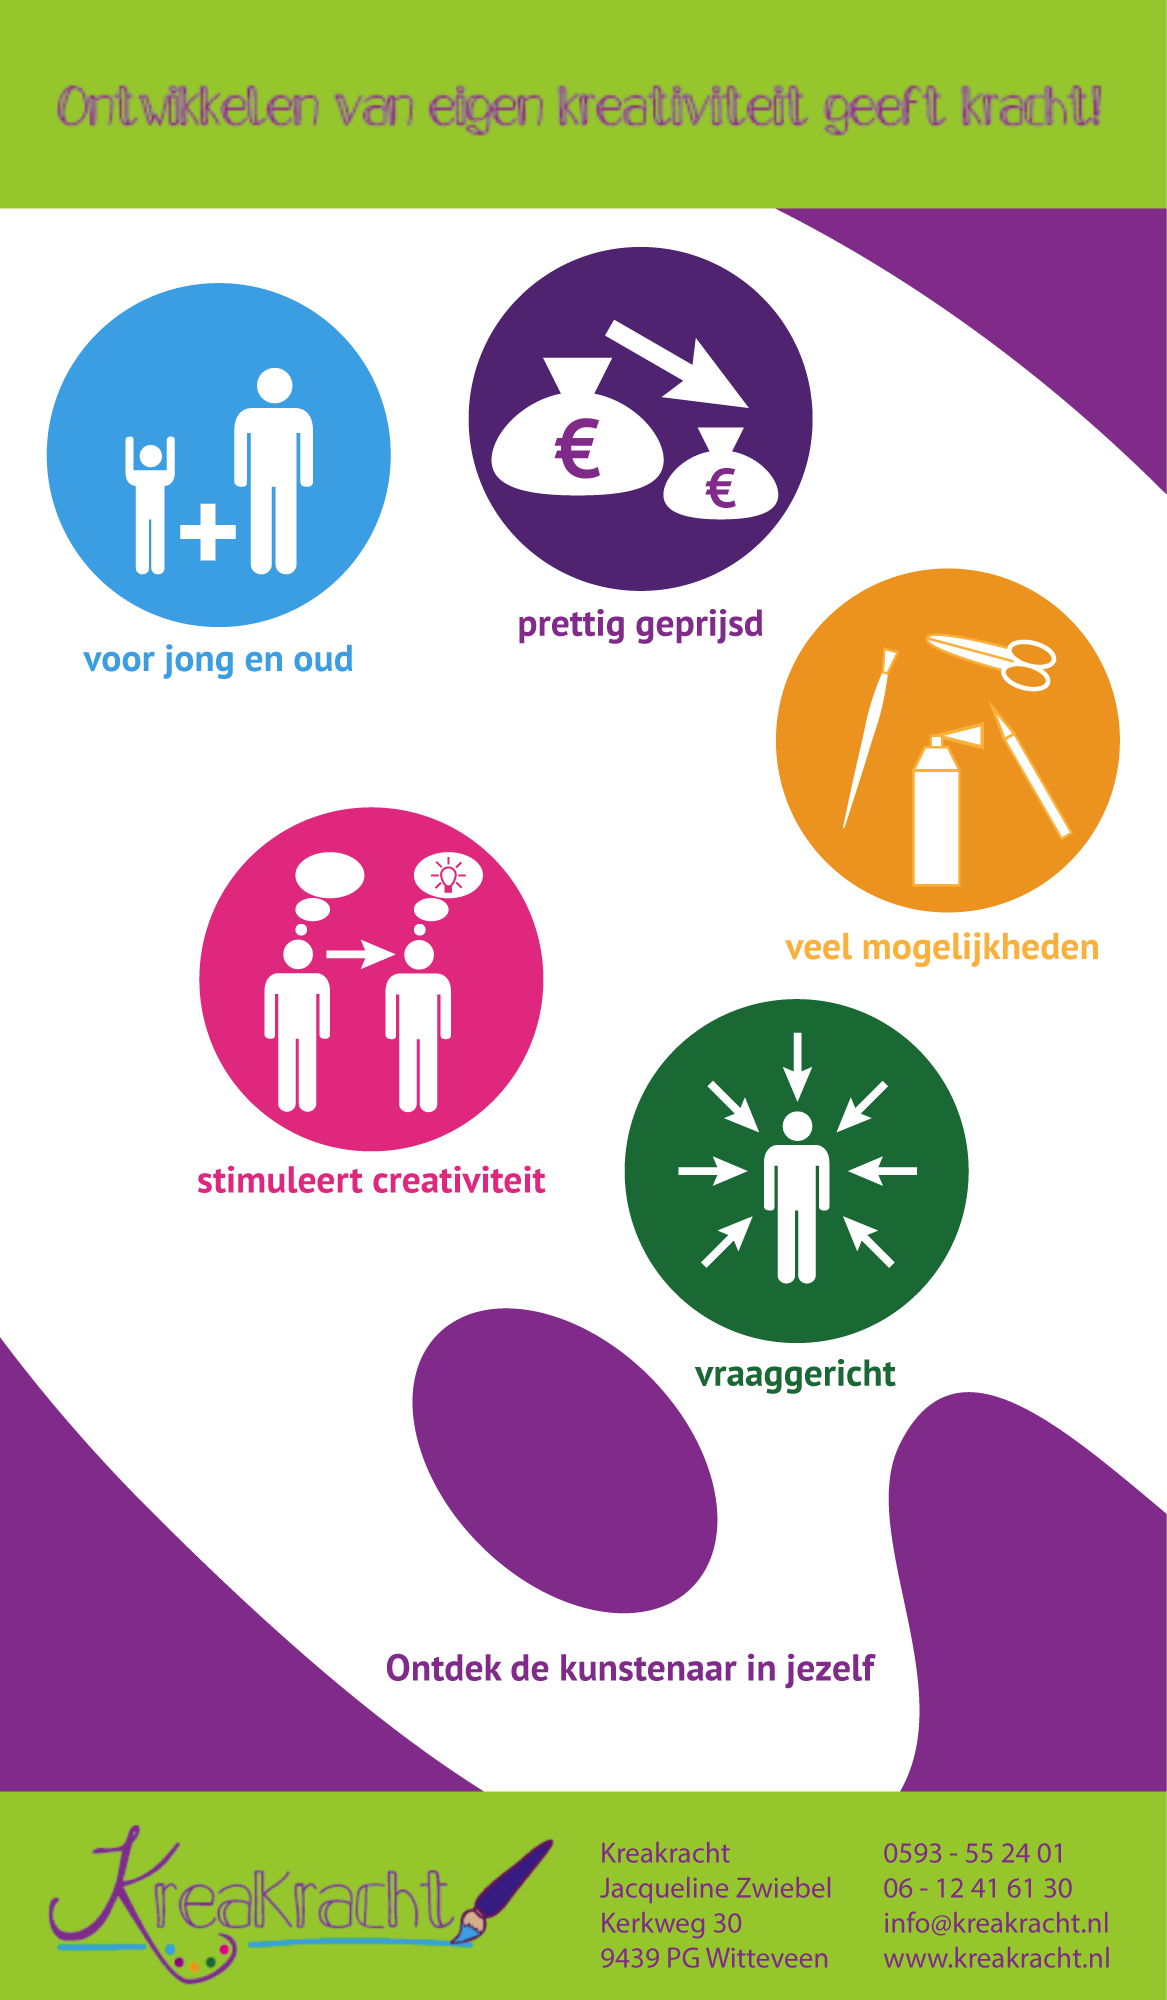 Ontwikkelen van eigen kreativiteit geeft kracht!
€
€
prettig geprijsd
voor jong en oud
veel mogelijkheden
stimuleert creativiteit
vraaggericht
Ontdek de kunstenaar in jezelf
Kreakracht
Kreakracht
Jacqueline Zwiebel
Kerkweg 30
9439 PG Witteveen
0593 - 55 24 01
06 - 12 41 61 30
info@kreakracht.nl
www.kreakracht.nl